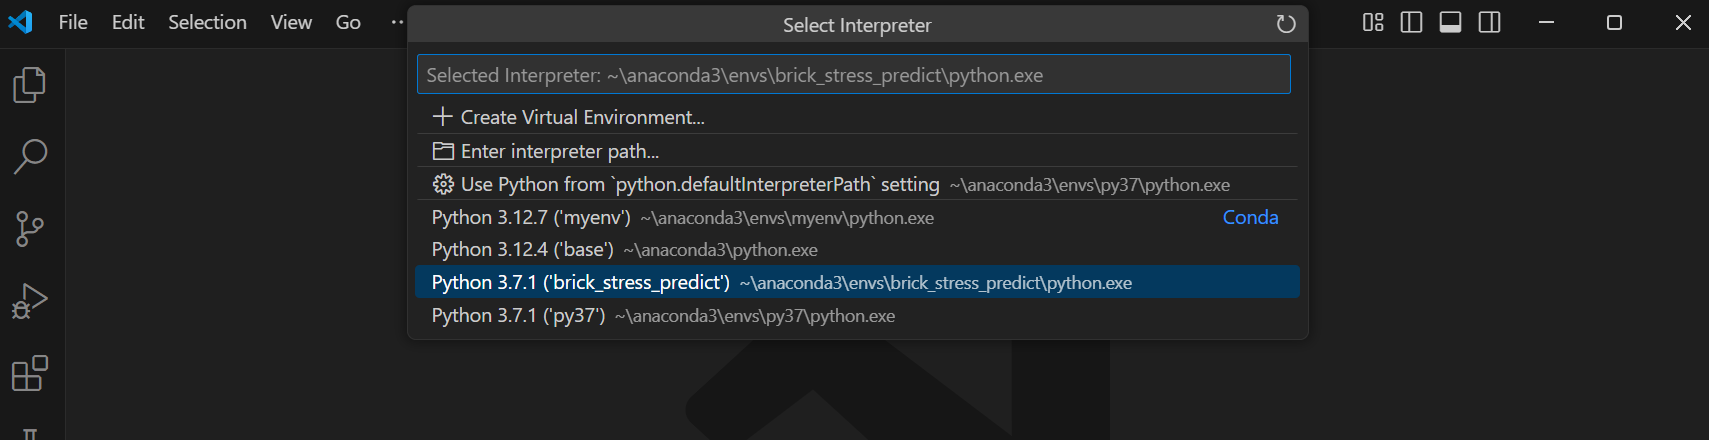 File Edit Selection View Go ··
Select Interpreter
Selected Interpreter: ~\anaconda3\envs\brick_stress_predict\python.exe
Create Virtual Environment...
Enter interpreter path...
Use Python from `python.defaultInterpreterPath` setting ~\anaconda3\envs\py37\python.exe
Python 3.12.7 ('myenv') ~\anaconda3\envs\myenv\python.exe Conda
Python 3.12.4 ('base') ~\anaconda3\python.exe
Python 3.7.1 ('brick_stress_predict') ~\anaconda3\envs\brick_stress_predict\python.exe
Python 3.7.1 ('py37') ~\anaconda3\envs\py37\python.exe